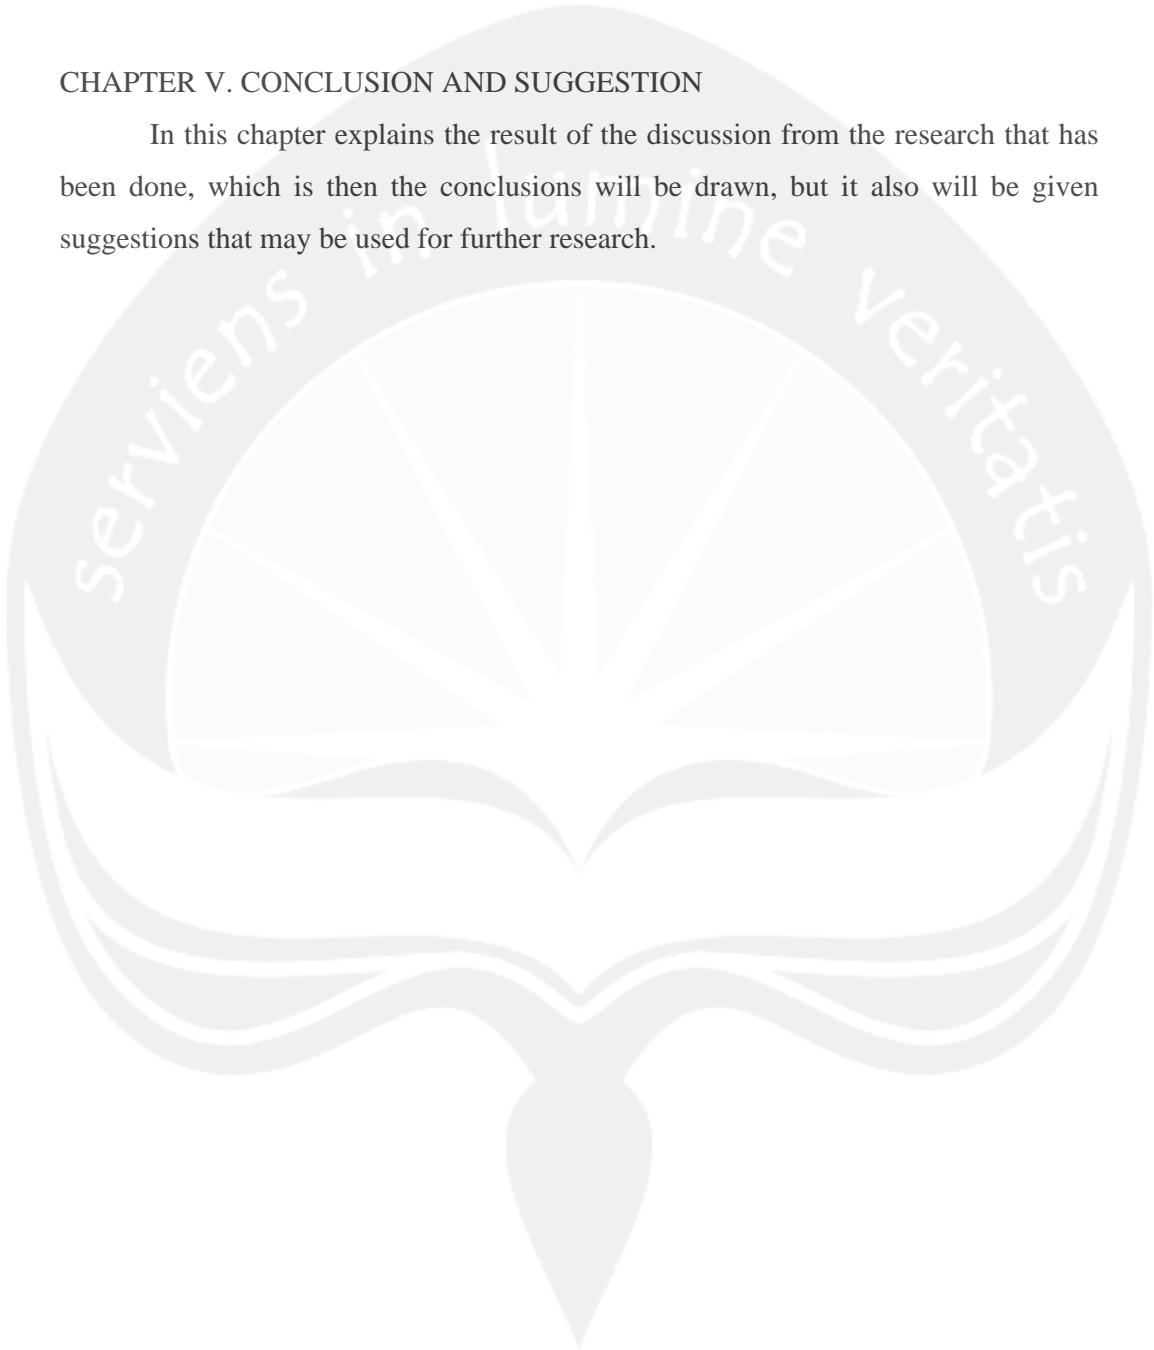 CHAPTER V. CONCLUSION AND SUGGESTION
In this chapter explains the result of the discussion from the research that has
been done, which is then the conclusions will be drawn, but it also will be given
suggestions that may be used for further research.
serviens in lumine veritatis